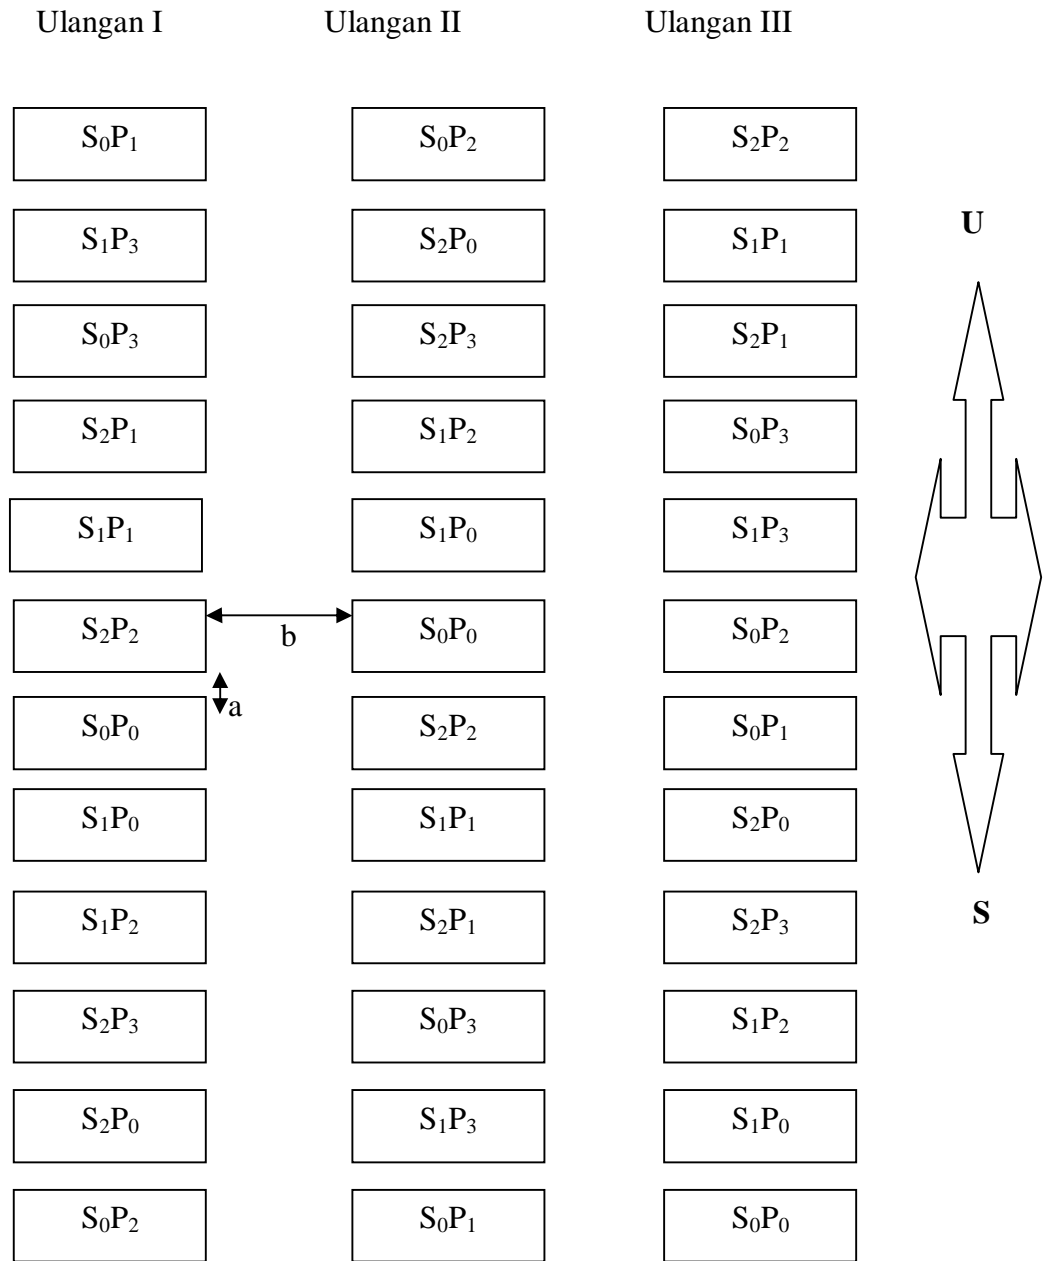 Ulangan I Ulangan II Ulangan III
S₀P₁ S₀P₂ S₂P₂
S₁P₃ S₂P₀ S₁P₁ U
S₀P₃ S₂P₃ S₂P₁
S₂P₁ S₁P₂ S₀P₃
S₁P₁ S₁P₀ S₁P₃
S₂P₂ b S₀P₀ S₀P₂
S₀P₀ a S₂P₂ S₀P₁
S₁P₀ S₁P₁ S₂P₀
S₁P₂ S₂P₁ S₂P₃ S
S₂P₃ S₀P₃ S₁P₂
S₂P₀ S₁P₃ S₁P₀
S₀P₂ S₀P₁ S₀P₀